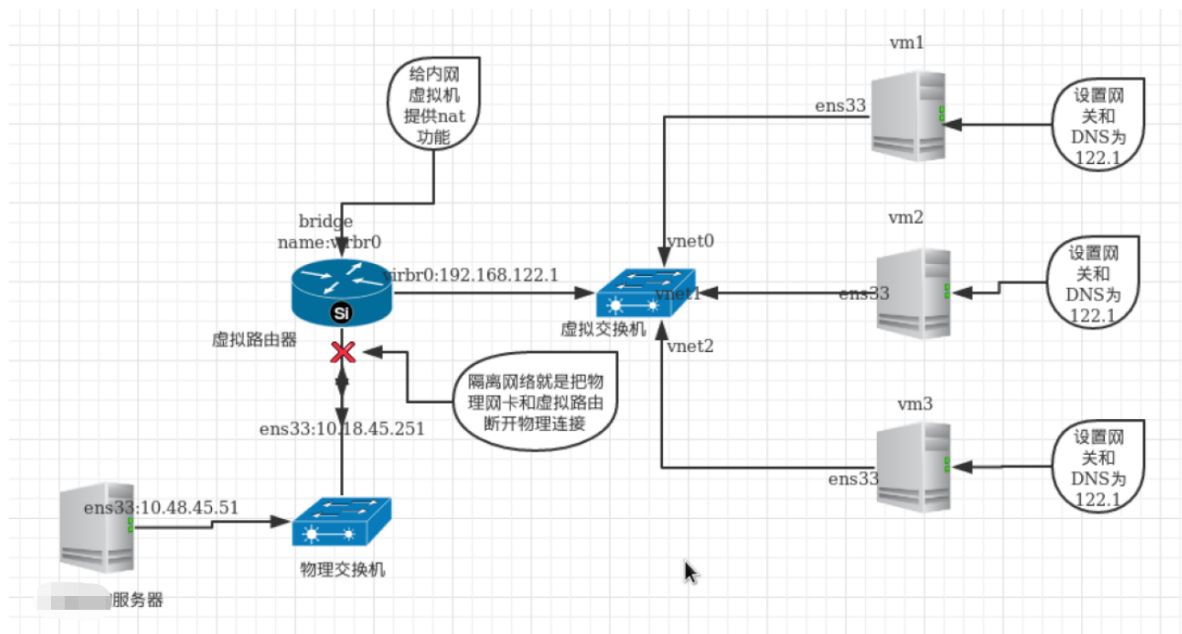 vm1
给内网
虚拟机
提供nat
功能
ens33
设置网
关和
DNS为
122.1
bridge
name:virbr0
vnet0
vm2
virbr0:192.168.122.1
vnet1
ens33
设置网
关和
DNS为
122.1
虚拟路由器
虚拟交换机
vnet2
Si
隔离网络就是把物
理网卡和虚拟路由
断开物理连接
vm3
ens33:10.18.45.251
ens33
设置网
关和
DNS为
122.1
ens33:10.48.45.51
物理交换机
服务器